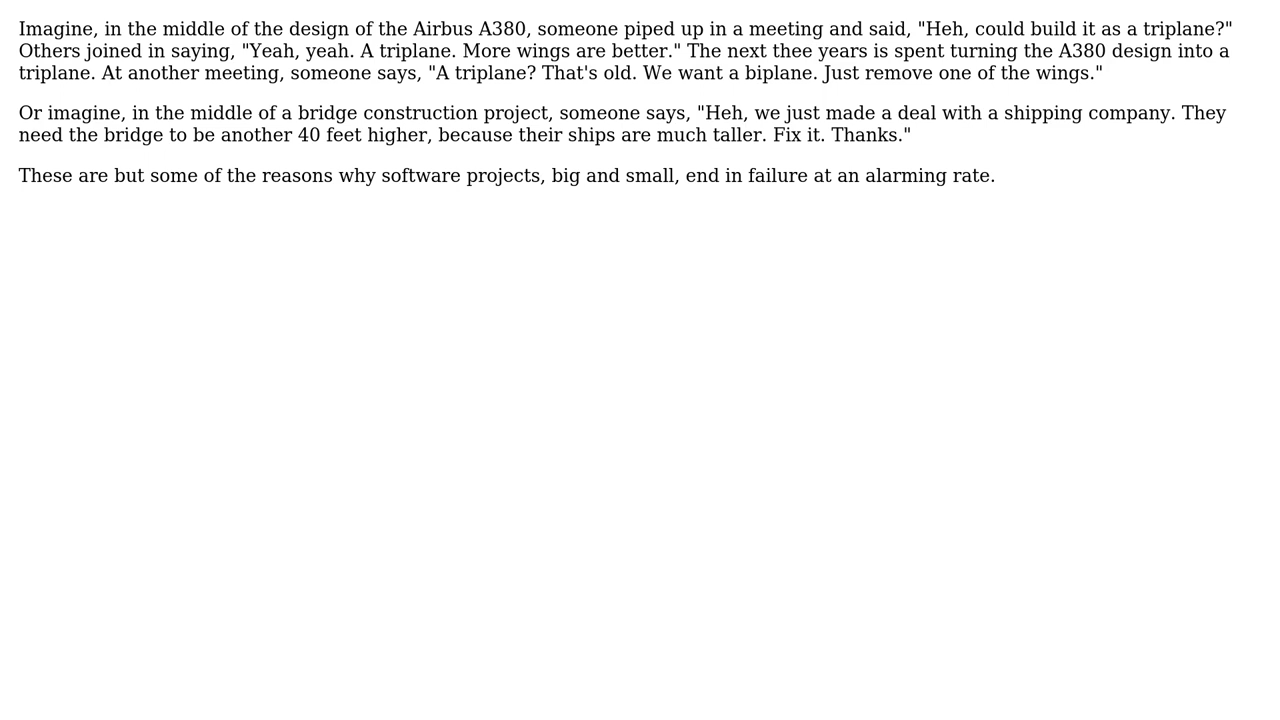 Imagine, in the middle of the design of the Airbus A380, someone piped up in a meeting and said, "Heh, could build it as a triplane?"
Others joined in saying, "Yeah, yeah. A triplane. More wings are better." The next thee years is spent turning the A380 design into a
triplane. At another meeting, someone says, "A triplane? That's old. We want a biplane. Just remove one of the wings."
Or imagine, in the middle of a bridge construction project, someone says, "Heh, we just made a deal with a shipping company. They
need the bridge to be another 40 feet higher, because their ships are much taller. Fix it. Thanks."
These are but some of the reasons why software projects, big and small, end in failure at an alarming rate.